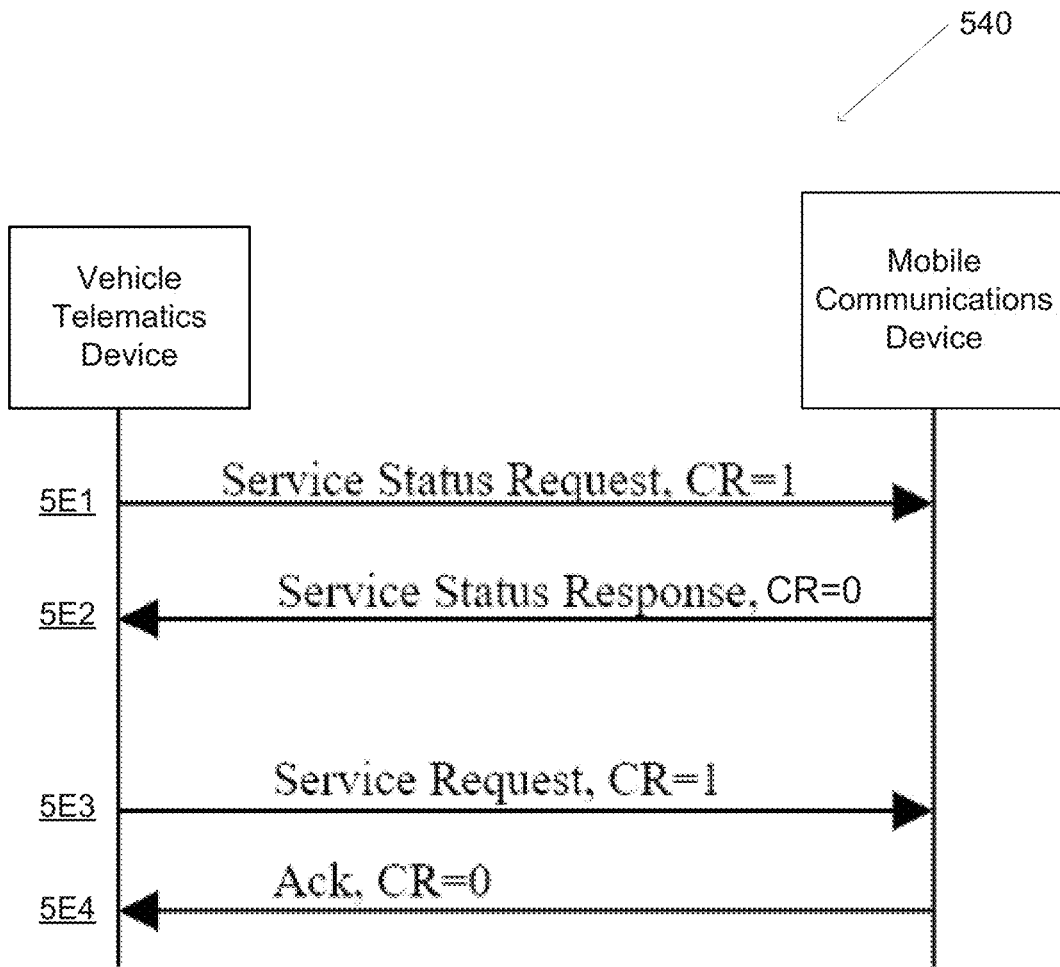 540
Vehicle
Telematics
Device
Mobile
Communications
Device
Service Status Request, CR=1
5E1
Service Status Response, CR=0
5E2
Service Request, CR=1
5E3
Ack, CR=0
5E4